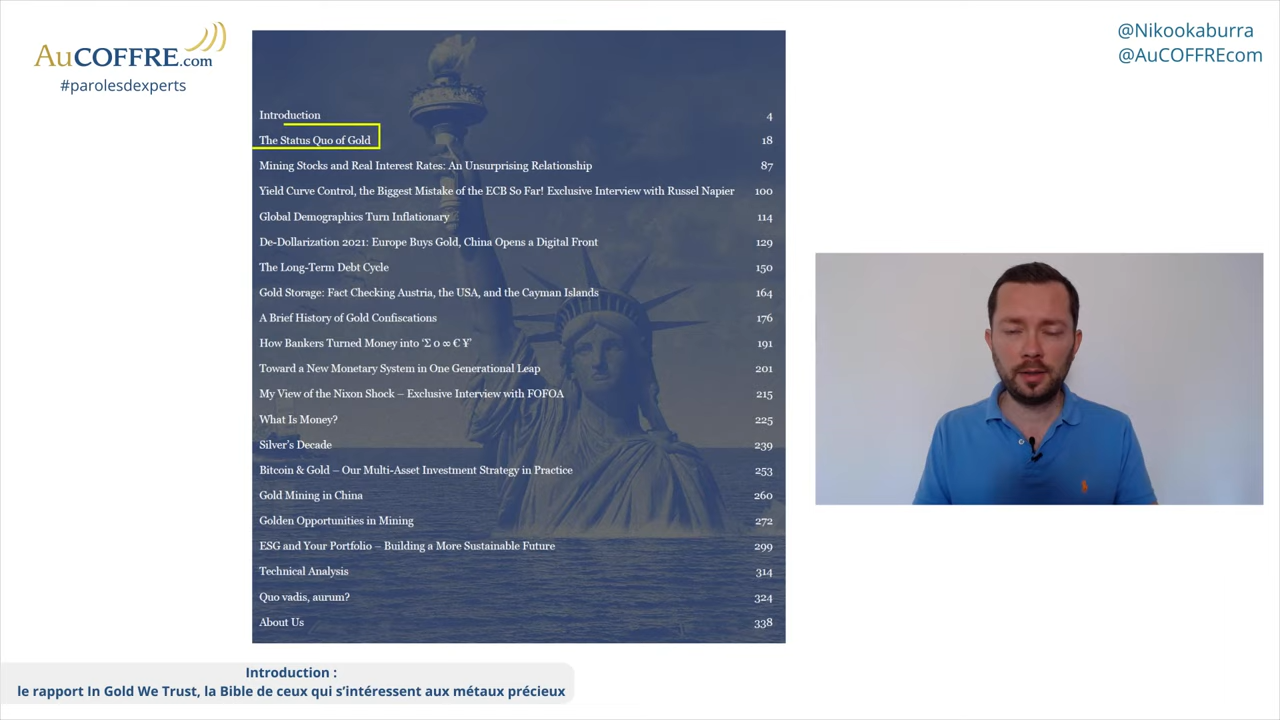 AuCOFFRE.com
#parolesdexperts
@Nikookaburra
@AuCOFFREcom
Introduction 4
The Status Quo of Gold 18
Mining Stocks and Real Interest Rates: An Unsurprising Relationship 87
Yield Curve Control, the Biggest Mistake of the ECB So Far! Exclusive Interview with Russel Napier 100
Global Demographics Turn Inflationary 114
De-Dollarization 2021: Europe Buys Gold, China Opens a Digital Front 129
The Long-Term Debt Cycle 150
Gold Storage: Fact Checking Austria, the USA, and the Cayman Islands 164
A Brief History of Gold Confiscations 176
How Bankers Turned Money into ‘Σ o ∞ € ¥’ 191
Toward a New Monetary System in One Generational Leap 201
My View of the Nixon Shock – Exclusive Interview with FOFOA 215
What Is Money? 225
Silver’s Decade 239
Bitcoin & Gold – Our Multi-Asset Investment Strategy in Practice 253
Gold Mining in China 260
Golden Opportunities in Mining 272
ESG and Your Portfolio – Building a More Sustainable Future 299
Technical Analysis 314
Quo vadis, aurum? 324
About Us 338
Introduction :
le rapport In Gold We Trust, la Bible de ceux qui s’intéressent aux métaux précieux